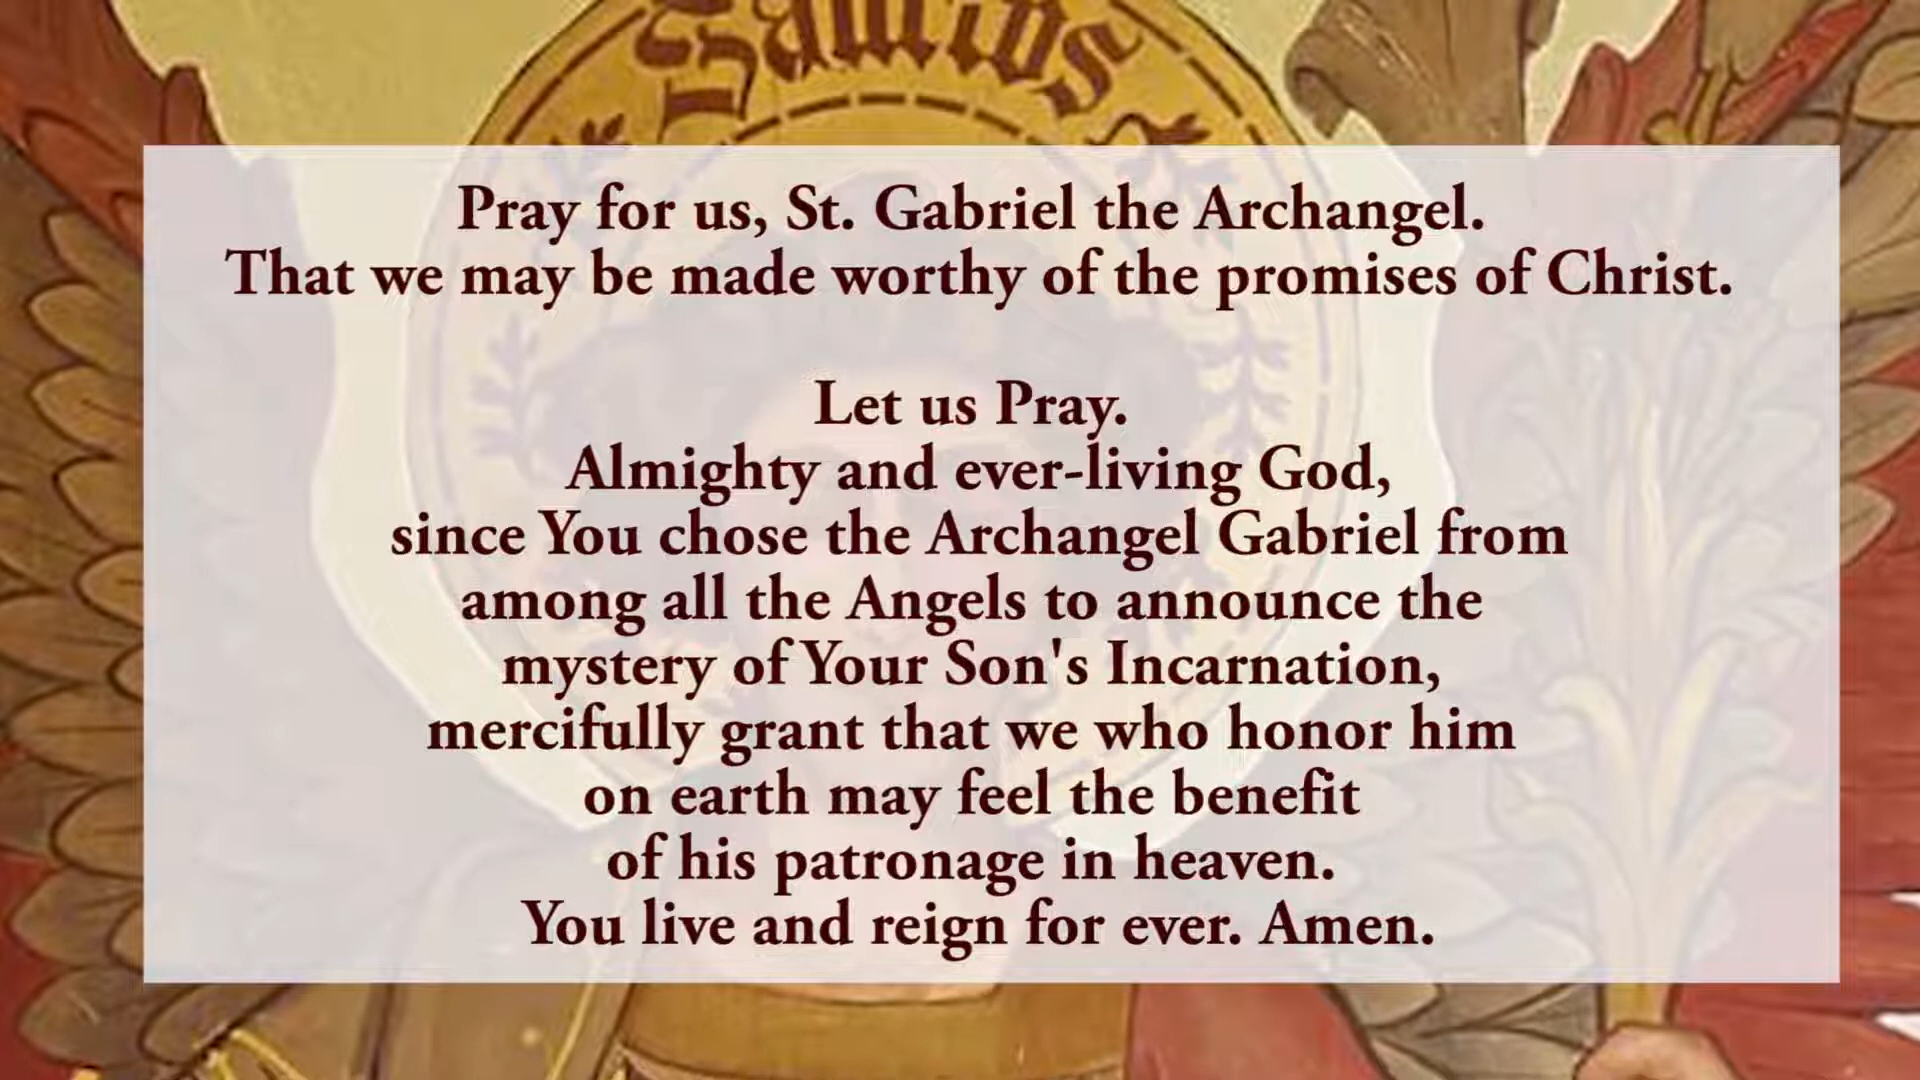 Pray for us, St. Gabriel the Archangel.
That we may be made worthy of the promises of Christ.
Let us Pray.
Almighty and ever-living God,
since You chose the Archangel Gabriel from
among all the Angels to announce the
mystery of Your Son's Incarnation,
mercifully grant that we who honor him
on earth may feel the benefit
of his patronage in heaven.
You live and reign for ever. Amen.